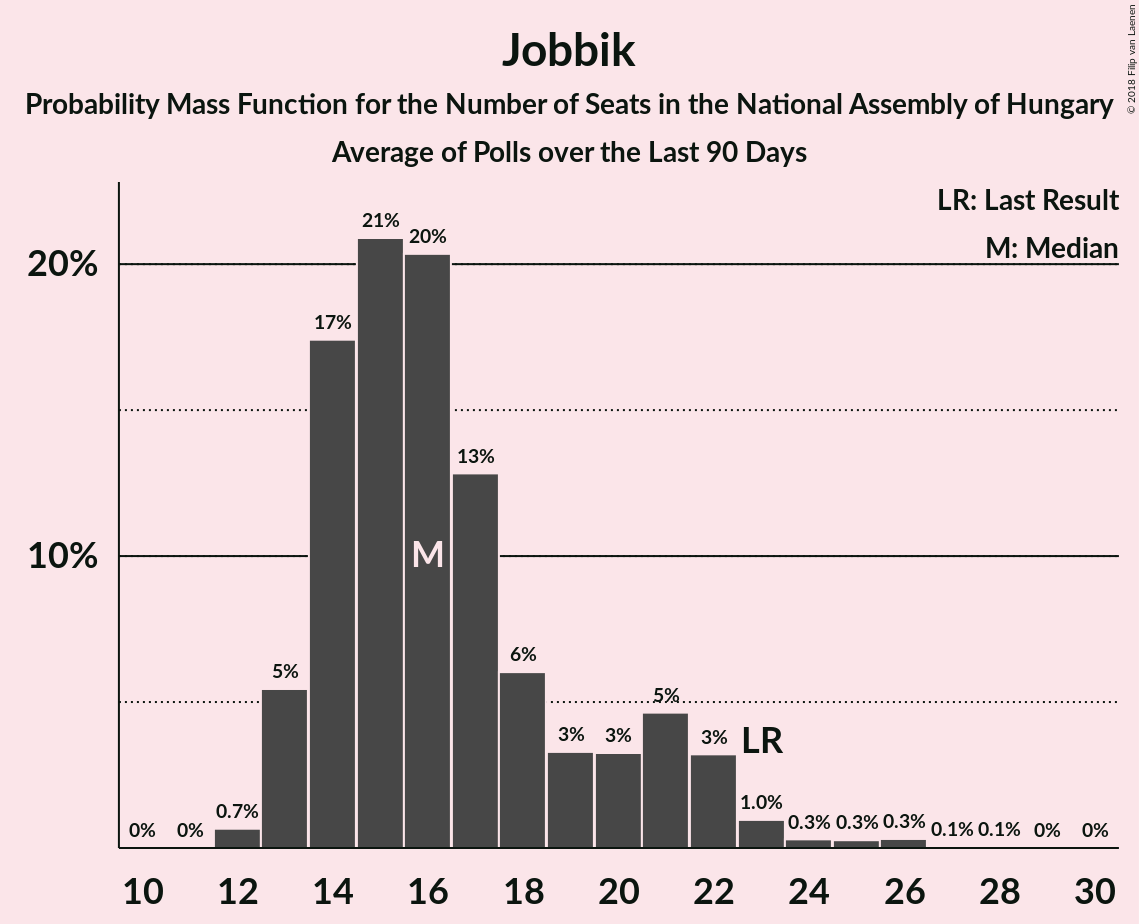 Jobbik
Probability Mass Function for the Number of Seats in the National Assembly of Hungary
Average of Polls over the Last 90 Days
© 2018 Filip van Laenen
LR: Last Result
M: Median
20%
10%
0%
0%
0.7%
5%
17%
21%
20%
13%
6%
3%
3%
5%
3%
1.0%
0.3%
0.3%
0.3%
0.1%
0.1%
0%
0%
M
LR
10 12 14 16 18 20 22 24 26 28 30